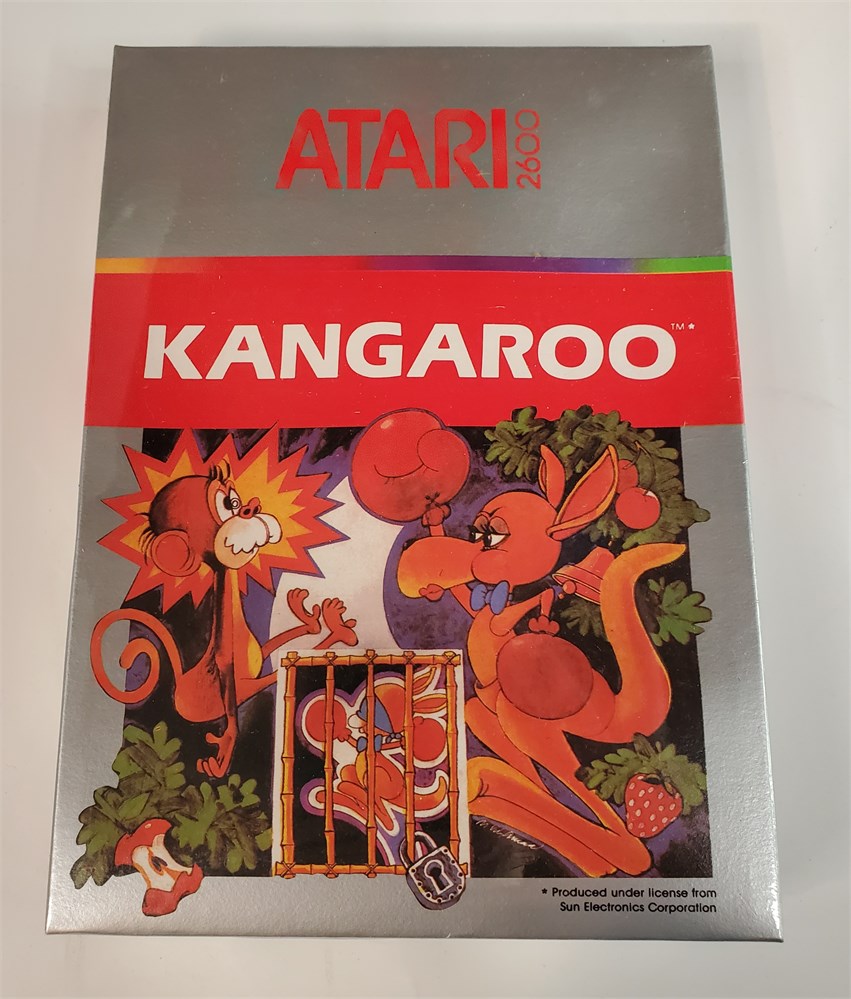 ATARI 2600
KANGAROO™*
* Produced under license from
Sun Electronics Corporation